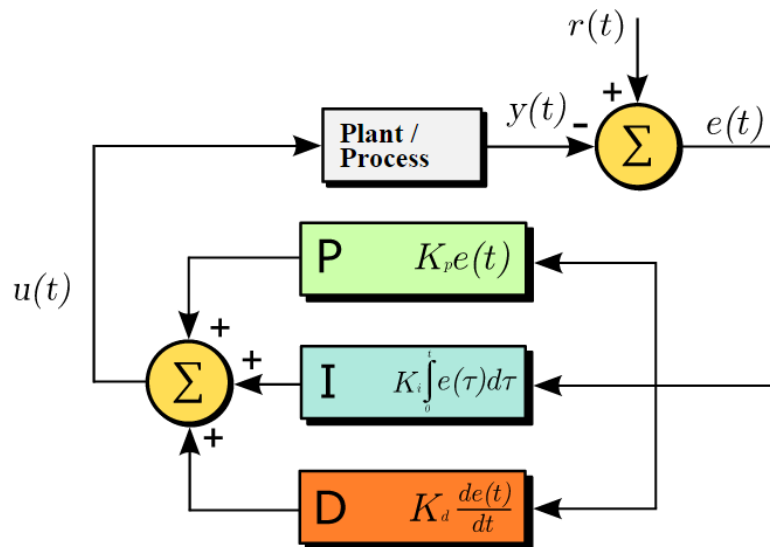 r(t)
+
Plant /
Process
y(t)
-
Σ
e(t)
P K_p e(t)
u(t)
+
+
Σ
I K_i ∫_0^t e(τ)dτ
+
D K_d de(t)/dt